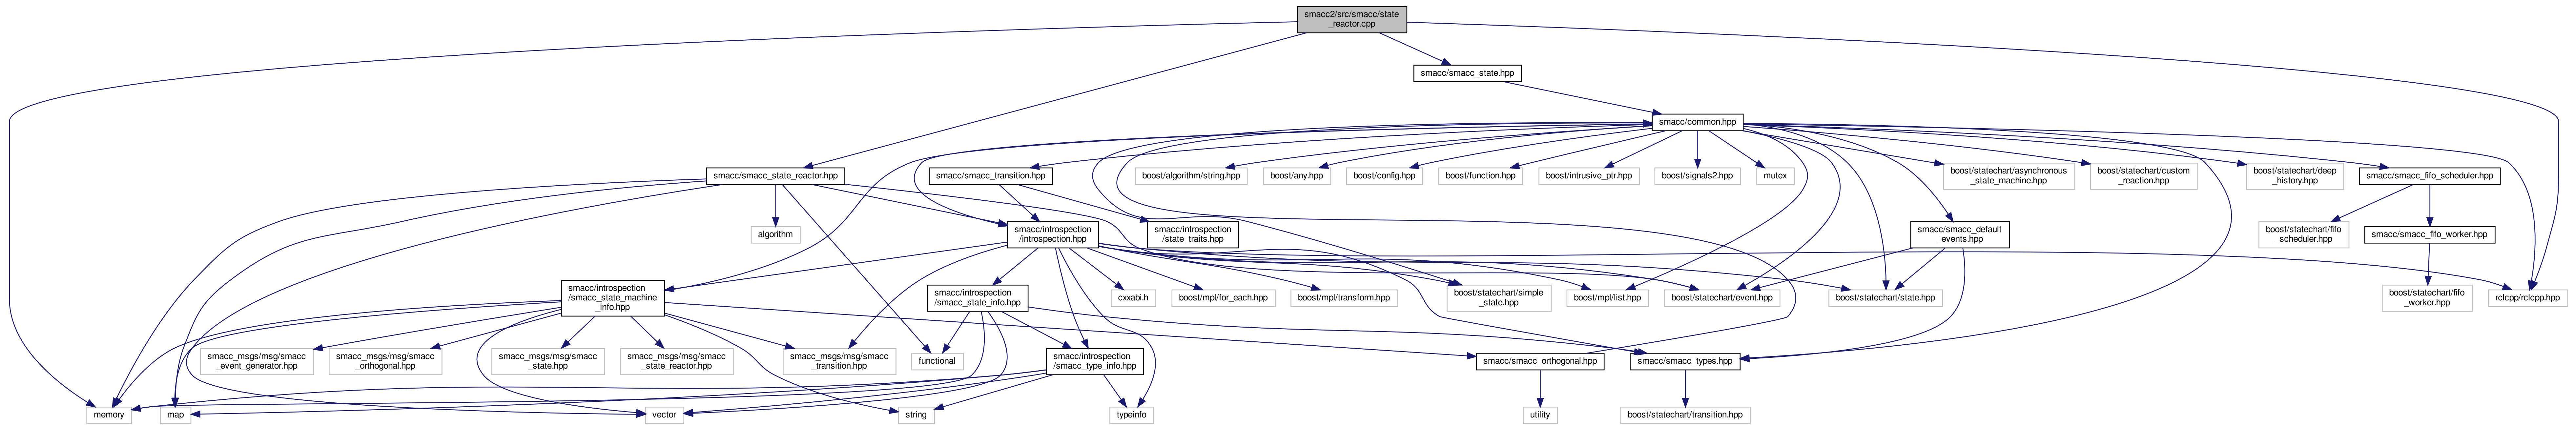 smacc2/src/smacc/state
_reactor.cpp
smacc/smacc_state.hpp
smacc/common.hpp
smacc/smacc_state_reactor.hpp
smacc/smacc_transition.hpp
boost/algorithm/string.hpp
boost/any.hpp
boost/config.hpp
boost/function.hpp
boost/intrusive_ptr.hpp
boost/signals2.hpp
mutex
boost/statechart/asynchronous
_state_machine.hpp
boost/statechart/custom
_reaction.hpp
boost/statechart/deep
_history.hpp
smacc/smacc_fifo_scheduler.hpp
algorithm
smacc/introspection
/introspection.hpp
smacc/introspection
/state_traits.hpp
smacc/smacc_default
_events.hpp
boost/statechart/fifo
_scheduler.hpp
smacc/smacc_fifo_worker.hpp
smacc/introspection
/smacc_state_machine
_info.hpp
smacc/introspection
/smacc_state_info.hpp
cxxabi.h
boost/mpl/for_each.hpp
boost/mpl/transform.hpp
boost/statechart/simple
_state.hpp
boost/mpl/list.hpp
boost/statechart/event.hpp
boost/statechart/state.hpp
boost/statechart/fifo
_worker.hpp
rclcpp/rclcpp.hpp
smacc_msgs/msg/smacc
_event_generator.hpp
smacc_msgs/msg/smacc
_orthogonal.hpp
smacc_msgs/msg/smacc
_state.hpp
smacc_msgs/msg/smacc
_state_reactor.hpp
smacc_msgs/msg/smacc
_transition.hpp
functional
smacc/introspection
/smacc_type_info.hpp
smacc/smacc_orthogonal.hpp
smacc/smacc_types.hpp
memory
map
vector
string
typeinfo
utility
boost/statechart/transition.hpp